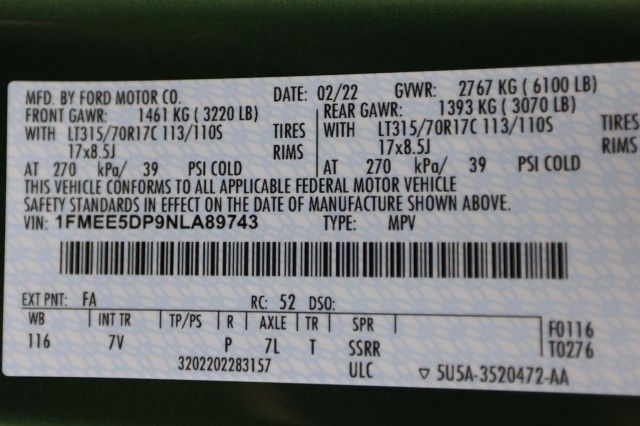 MFD. BY FORD MOTOR CO. DATE: 02/22 GVWR: 2767 KG ( 6100 LB)
FRONT GAWR: 1461 KG ( 3220 LB) REAR GAWR: 1393 KG ( 3070 LB)
WITH LT315/70R17C 113/110S TIRES WITH LT315/70R17C 113/110S TIRES
17x8.5J RIMS 17x8.5J RIMS
AT 270 kPa/ 39 PSI COLD AT 270 kPa/ 39 PSI COLD
THIS VEHICLE CONFORMS TO ALL APPLICABLE FEDERAL MOTOR VEHICLE
SAFETY STANDARDS IN EFFECT ON THE DATE OF MANUFACTURE SHOWN ABOVE.
VIN: 1FMEE5DP9NLA89743 TYPE: MPV
EXT PNT: FA RC: 52 DSO:
WB INT TR TP/PS R AXLE TR SPR F0116
116 7V P 7L T SSRR T0276
3202202283157 ULC ▽ 5U5A-3520472-AA